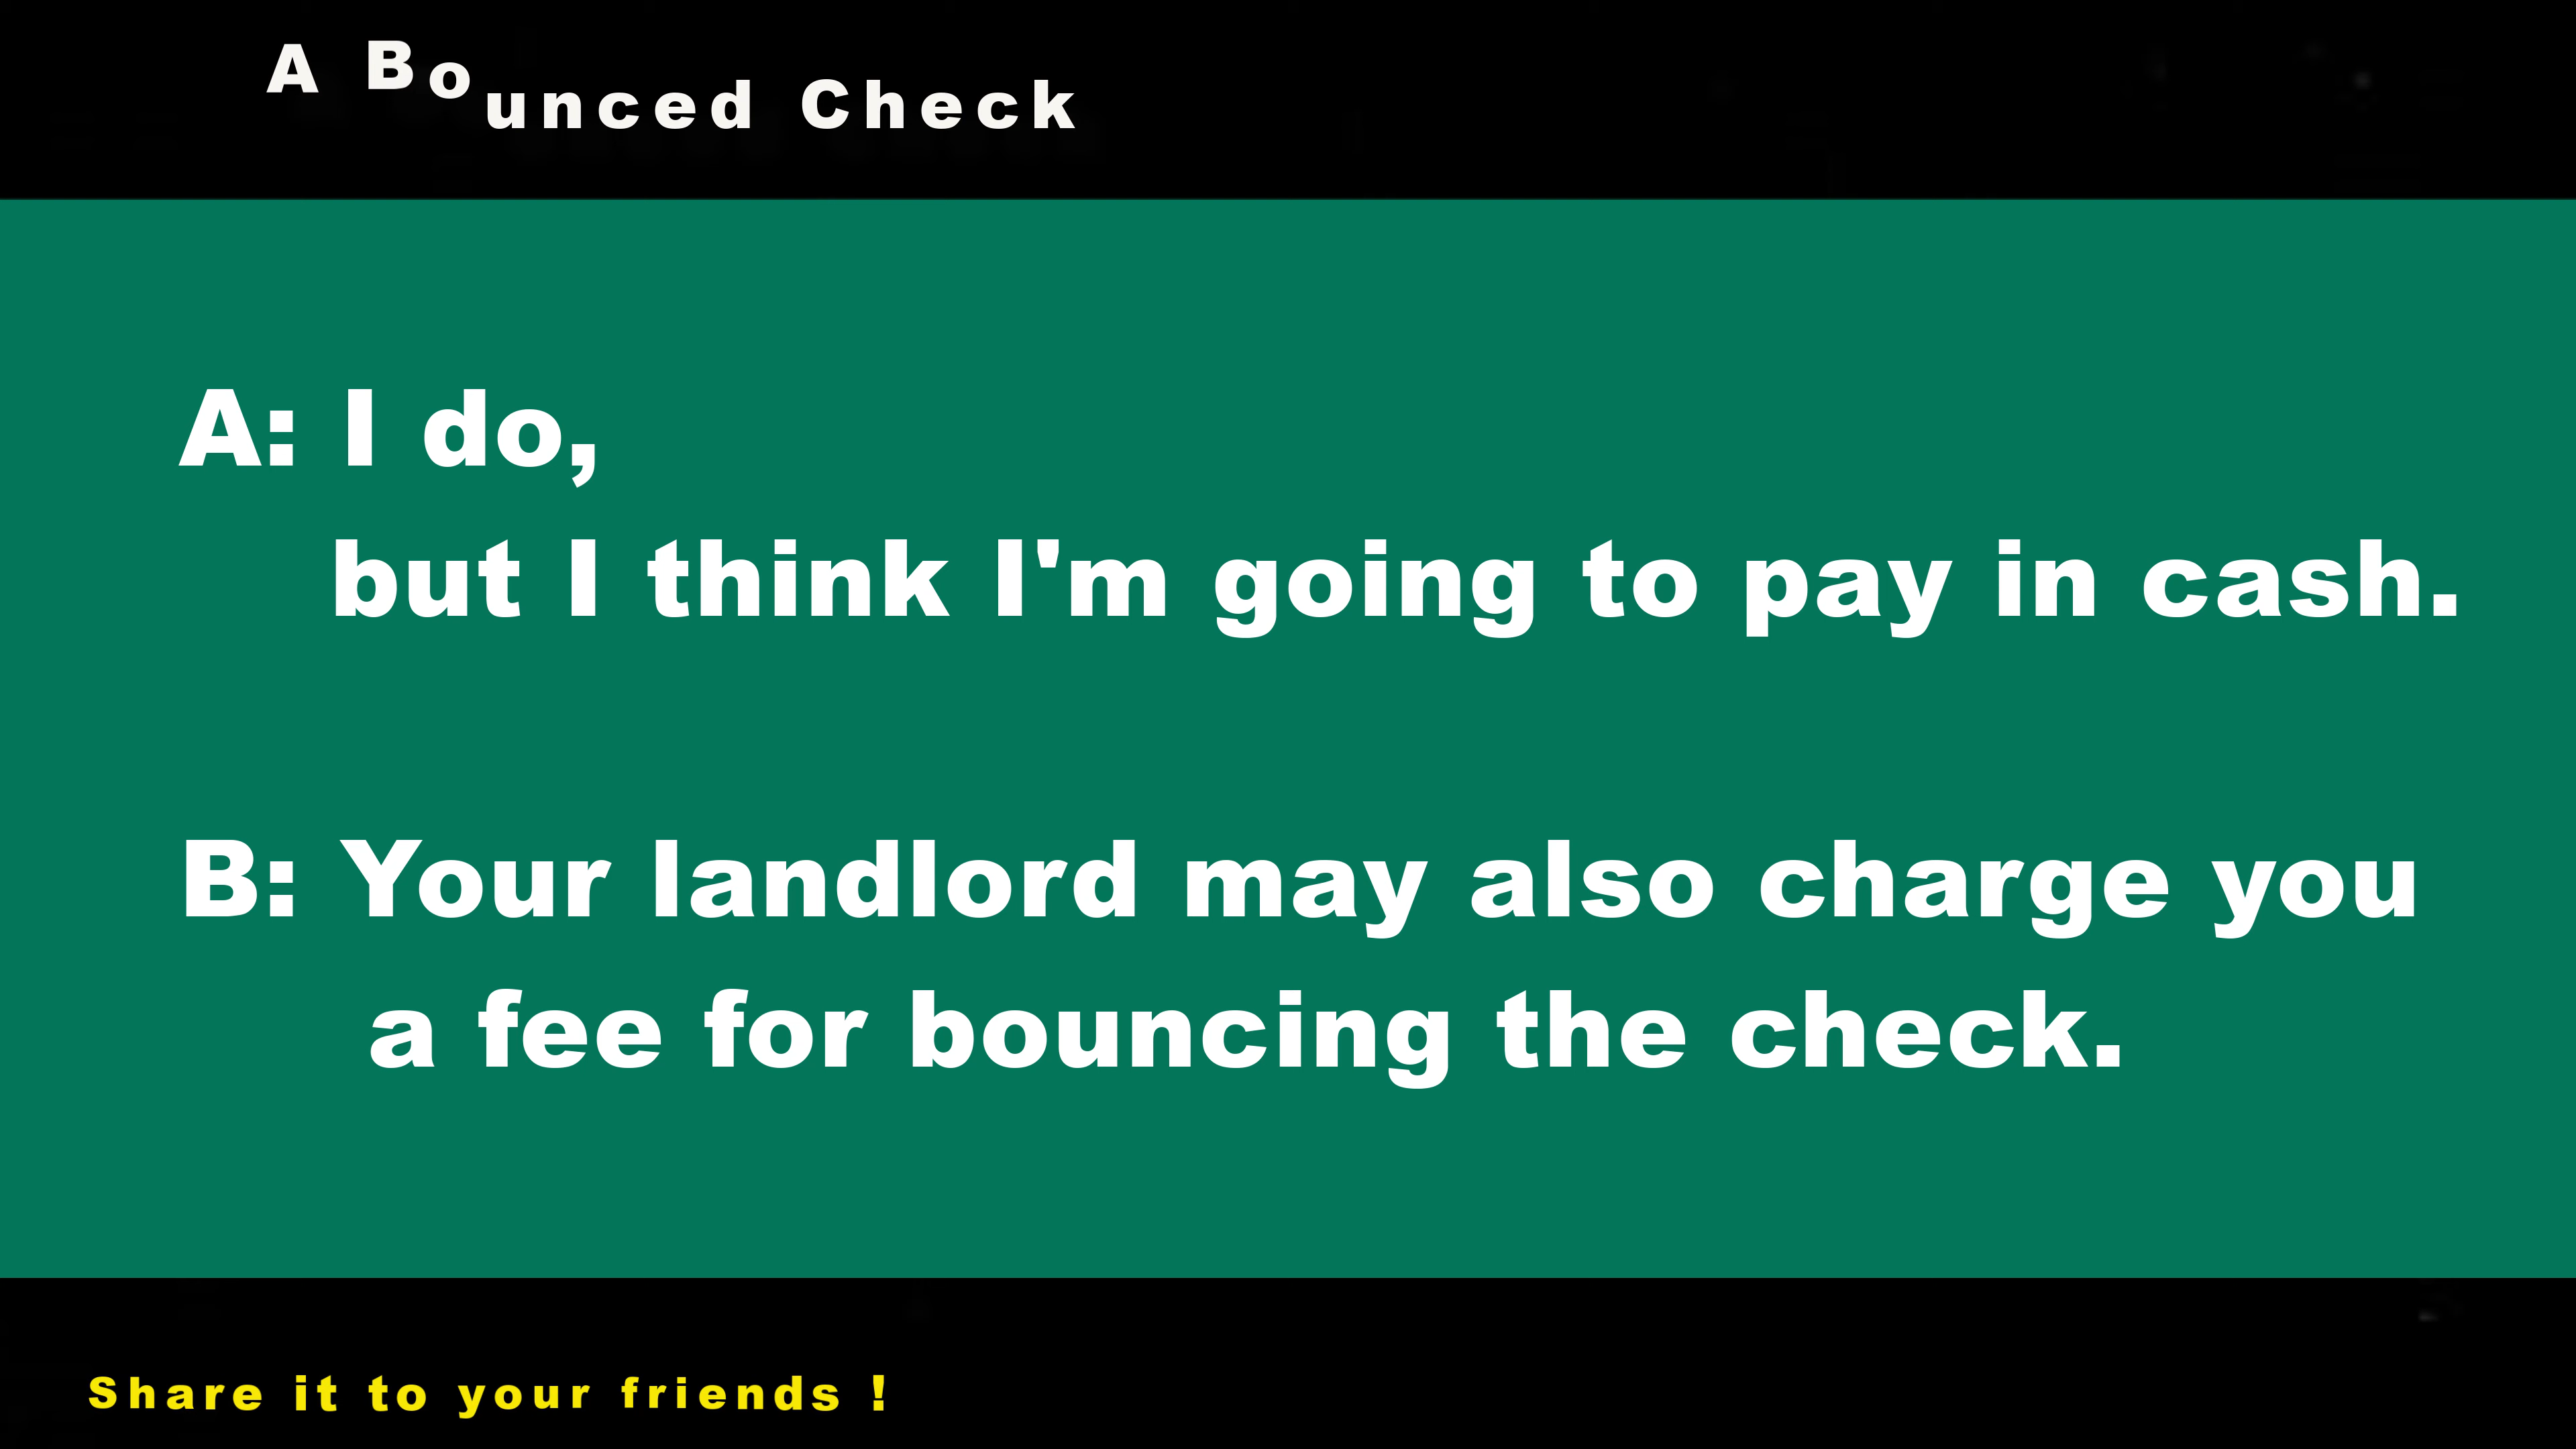 A Bounced Check
A: I do,
but I think I'm going to pay in cash.
B: Your landlord may also charge you
a fee for bouncing the check.
Share it to your friends !